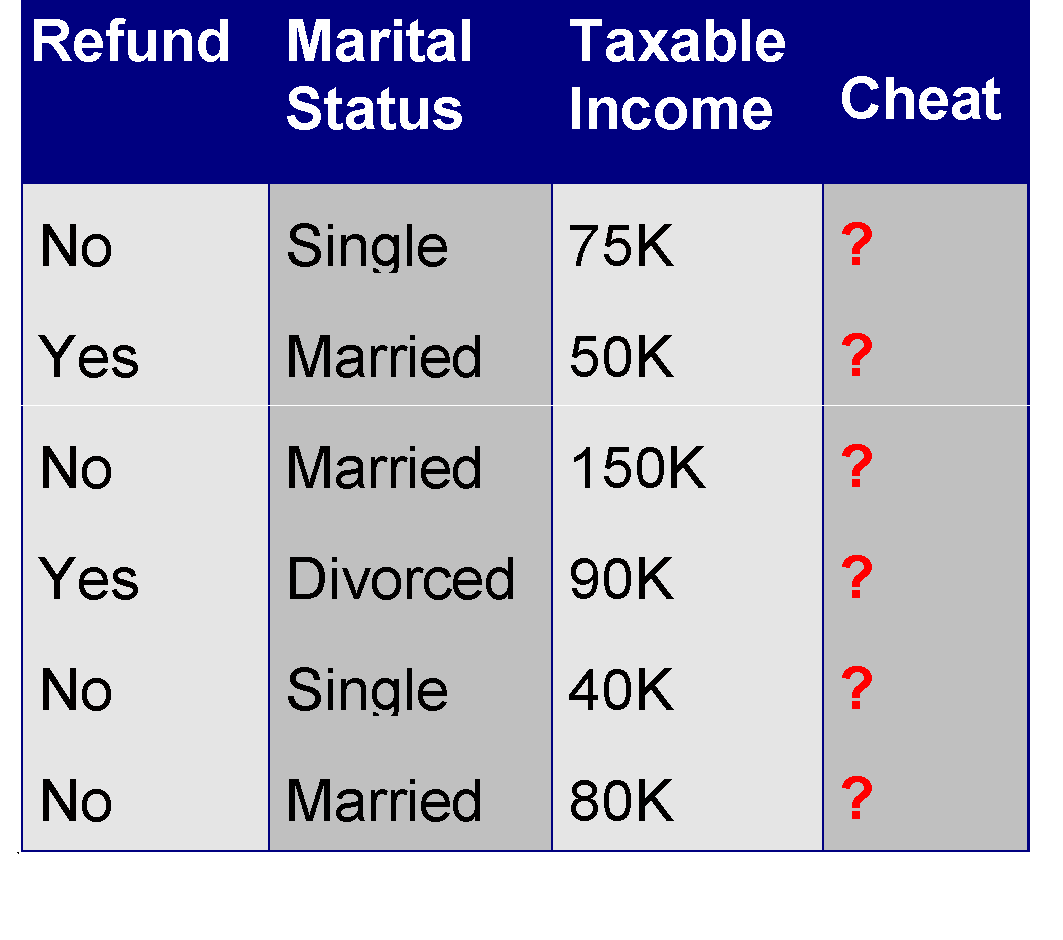 Refund Marital Status Taxable Income Cheat
No Single 75K ?
Yes Married 50K ?
No Married 150K ?
Yes Divorced 90K ?
No Single 40K ?
No Married 80K ?